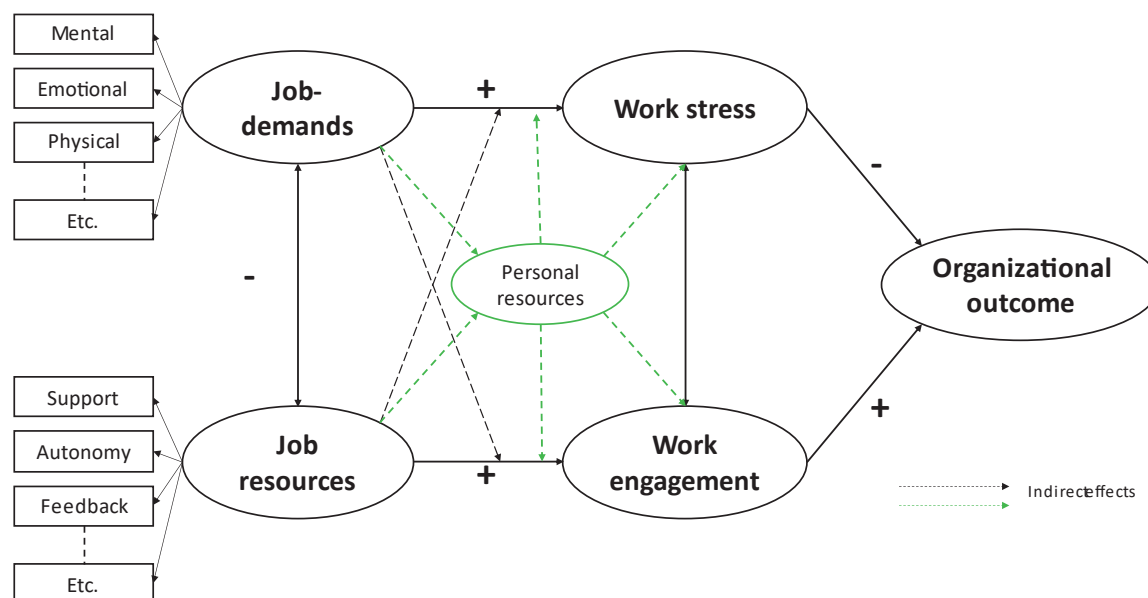 Mental
Emotional
Physical
Etc.
Job-
demands
+
Work stress
-
-
Personal
resources
Organizational
outcome
Support
Autonomy
Feedback
Etc.
Job
resources
+
Work
engagement
+
Indirecteffects